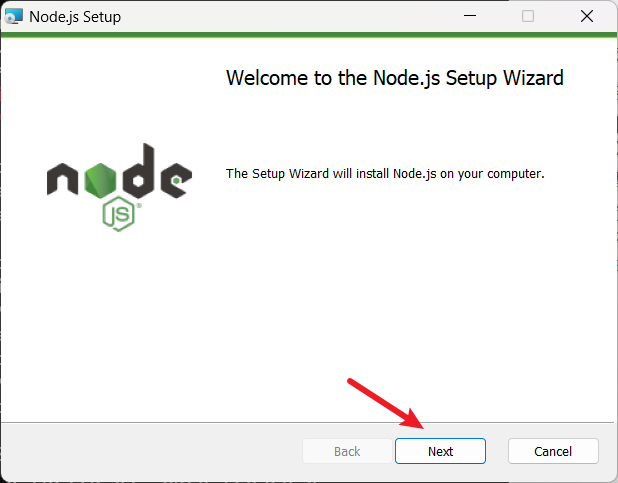 Node.js Setup
Welcome to the Node.js Setup Wizard
node
JS
The Setup Wizard will install Node.js on your computer.
Back
Next
Cancel